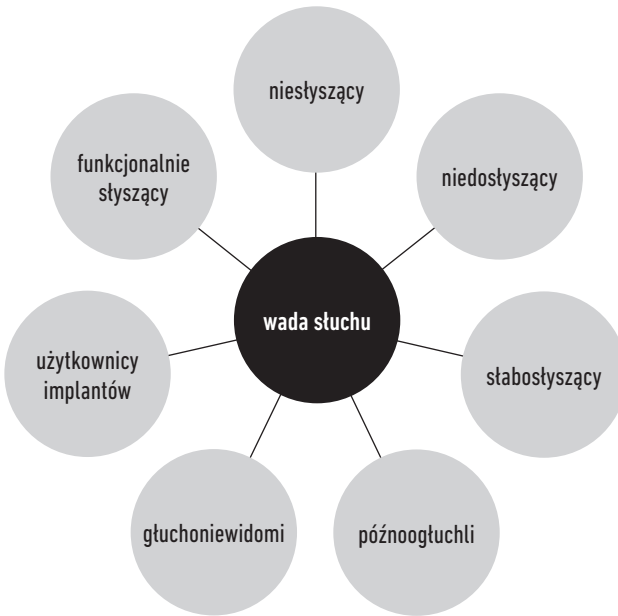 niesłyszący
niedosłyszący
słabosłyszący
późnoogłuchli
głuchoniewidomi
użytkownicy
implantów
funkcjonalnie
słyszący
wada słuchu